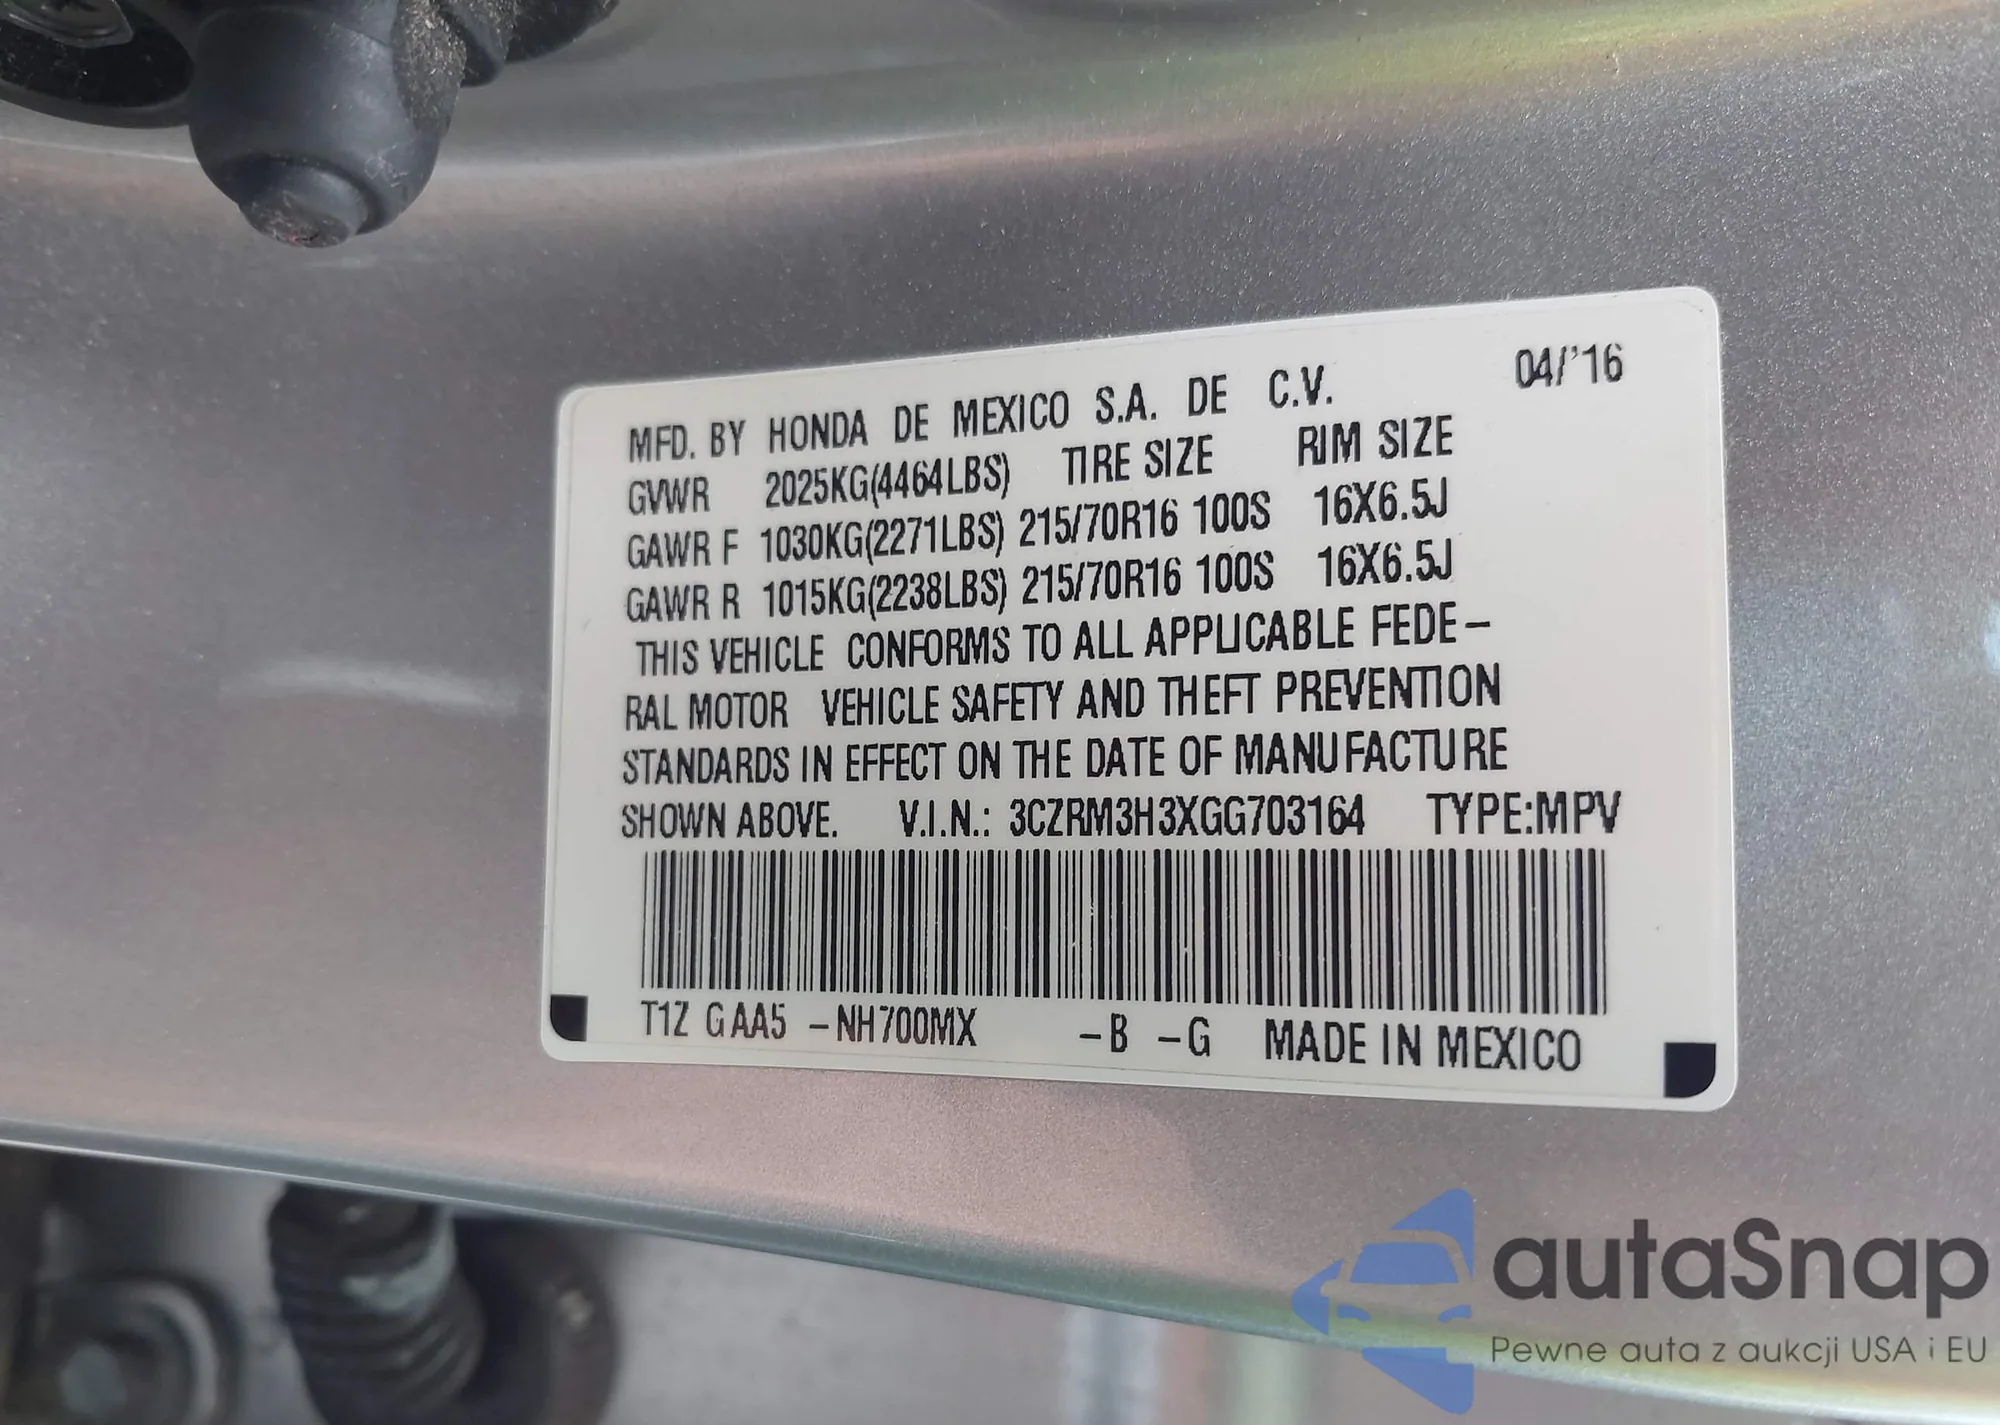 MFD. BY HONDA DE MEXICO S.A. DE C.V. 04/'16
GVWR 2025KG(4464LBS) TIRE SIZE RIM SIZE
GAWR F 1030KG(2271LBS) 215/70R16 100S 16X6.5J
GAWR R 1015KG(2238LBS) 215/70R16 100S 16X6.5J
THIS VEHICLE CONFORMS TO ALL APPLICABLE FEDE-
RAL MOTOR VEHICLE SAFETY AND THEFT PREVENTION
STANDARDS IN EFFECT ON THE DATE OF MANUFACTURE
SHOWN ABOVE. V.I.N.: 3CZRM3H3XGG703164 TYPE:MPV
T1Z GAA5 -NH700MX -B -G MADE IN MEXICO
autaSnap
Pewne auta z aukcji USA i EU